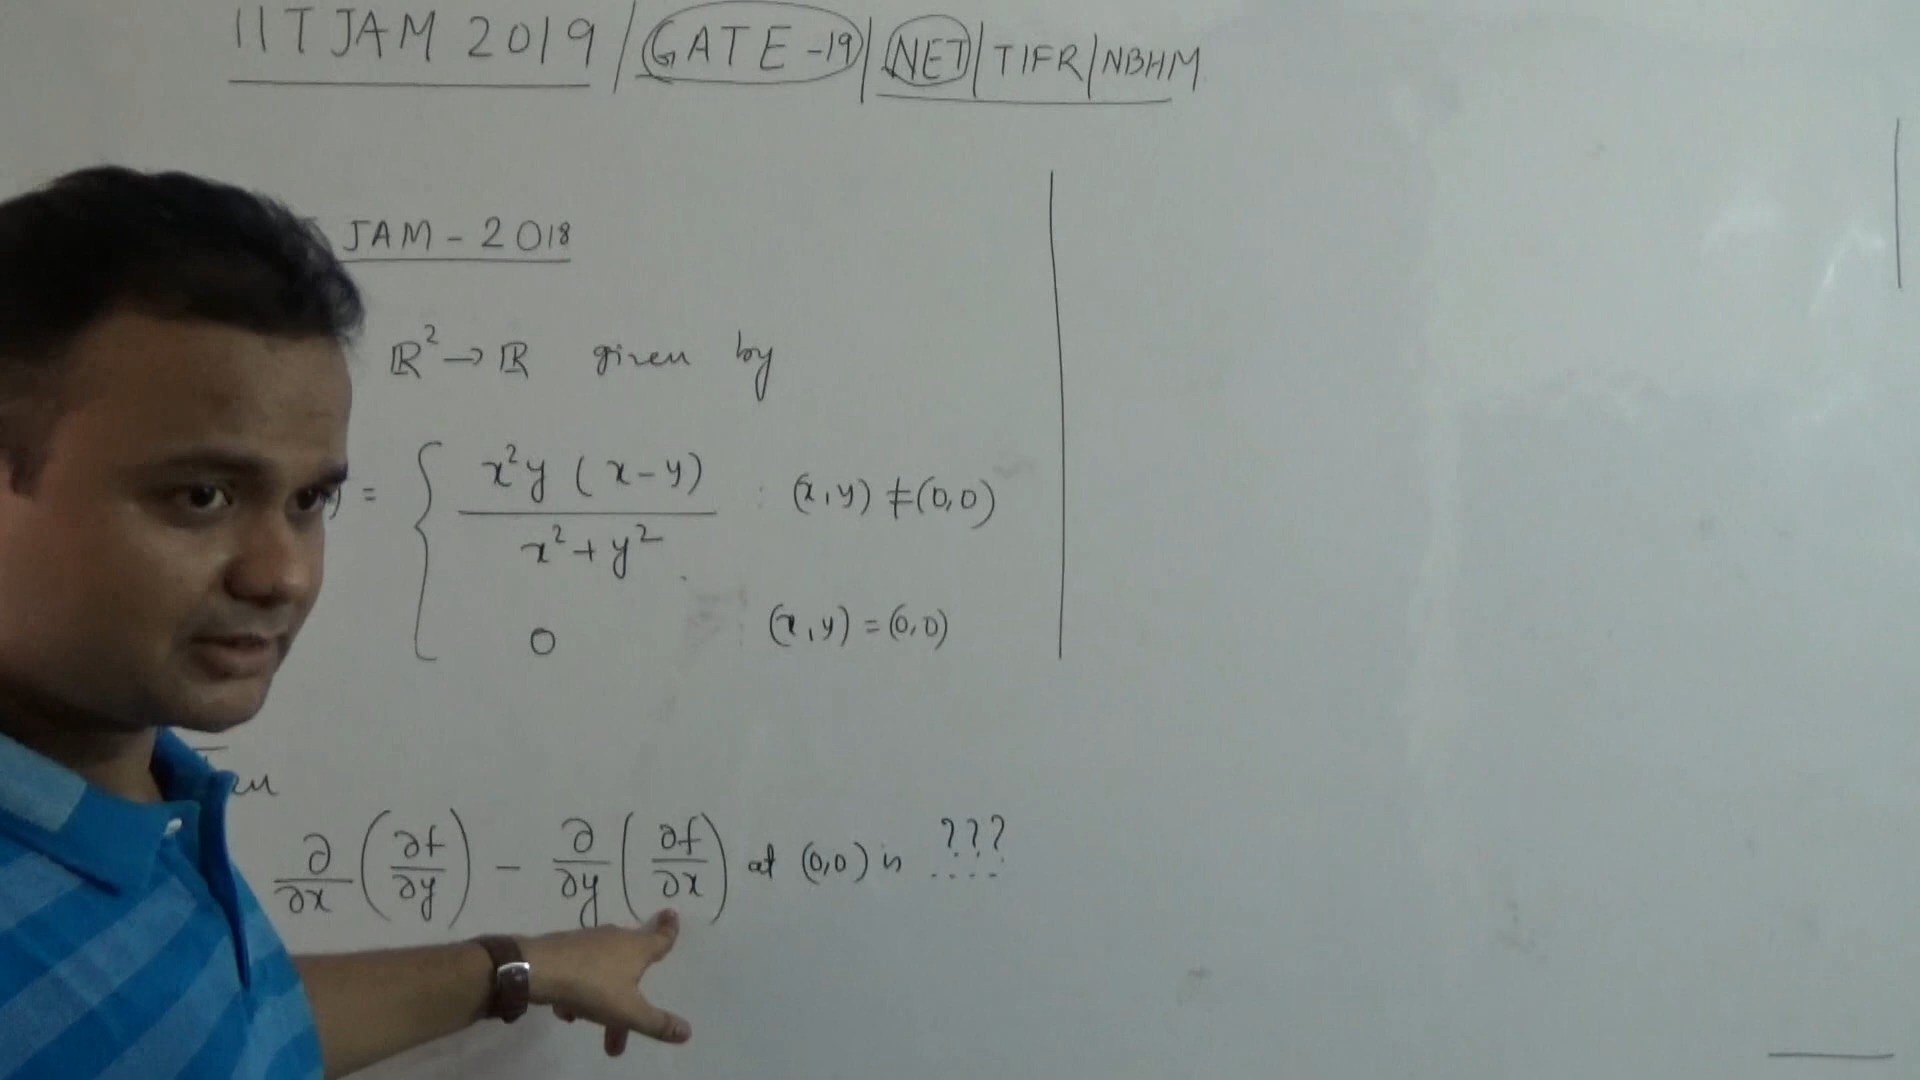 IIT JAM 2019 / GATE -19 / NET / TIFR / NBHM
JAM - 2018
ℝ² → ℝ given by
) = { x²y (x-y) / x²+y² : (x,y) ≠ (0,0)
0 : (x,y) = (0,0)
∂/∂x (∂f/∂y) - ∂/∂y (∂f/∂x) at (0,0) is ???
....